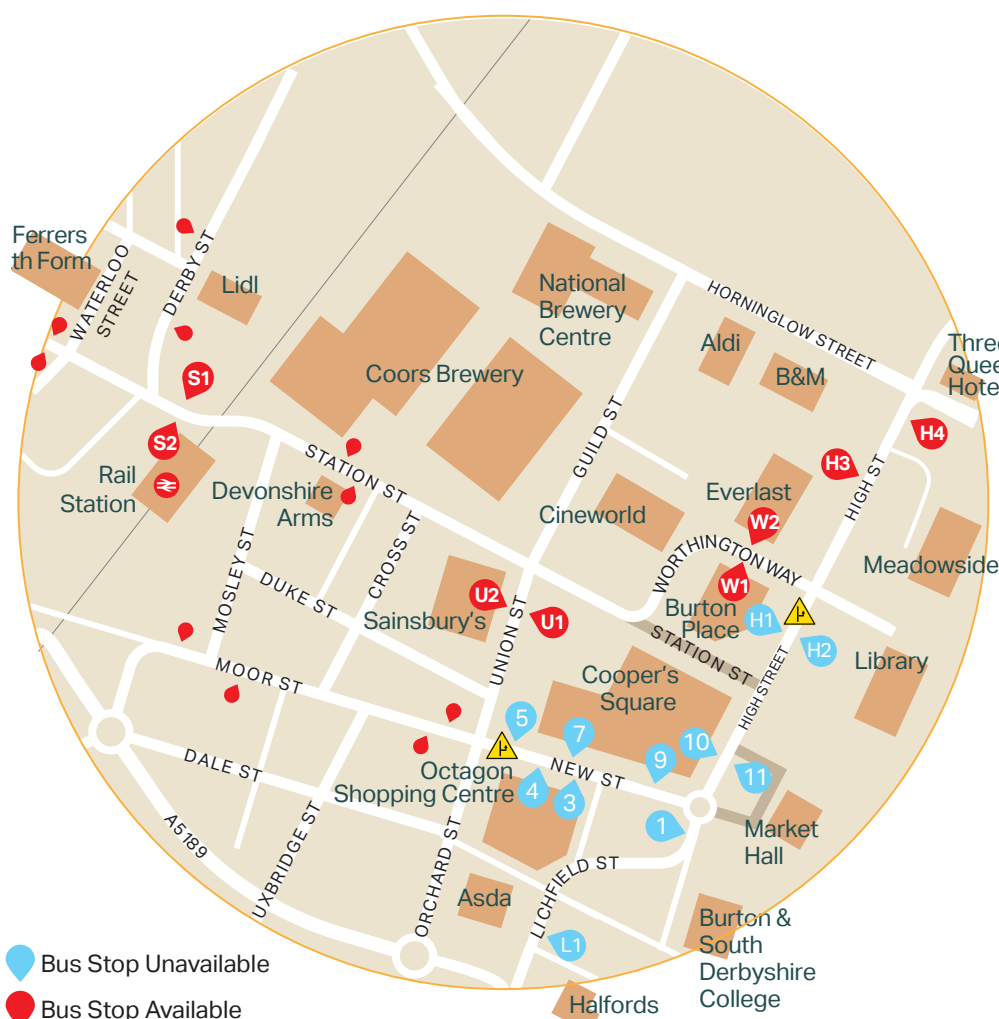 Ferrers
th Form
WATERLOO
STREET
DERBY ST
Lidl
National
Brewery
Centre
HORNINGLOW STREET
Aldi
B&M
Three
Quee
Hote
Coors Brewery
S1
S2
Rail
Station
STATION ST
Devonshire
Arms
GUILD ST
H4
H3
HIGH ST
Everlast
Cineworld
W2
WORTHINGTON WAY
W1
Meadowside
MOSLEY ST
CROSS ST
DUKE ST
U2
U1
Sainsbury's
UNION ST
Burton
Place
H1
H2
STATION ST
Library
MOOR ST
Cooper's
Square
HIGH STREET
5
7
10
9
11
NEW ST
DALE ST
Octagon
Shopping Centre
4
3
1
Market
Hall
A5189
UXBRIDGE ST
ORCHARD ST
LICHFIELD ST
Asda
L1
Burton &
South
Derbyshire
College
Halfords
Bus Stop Unavailable
Bus Stop Available